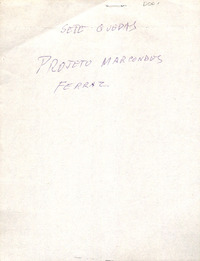 SETE QUEDAS
PROJETO MARCONDES
FERRAZ